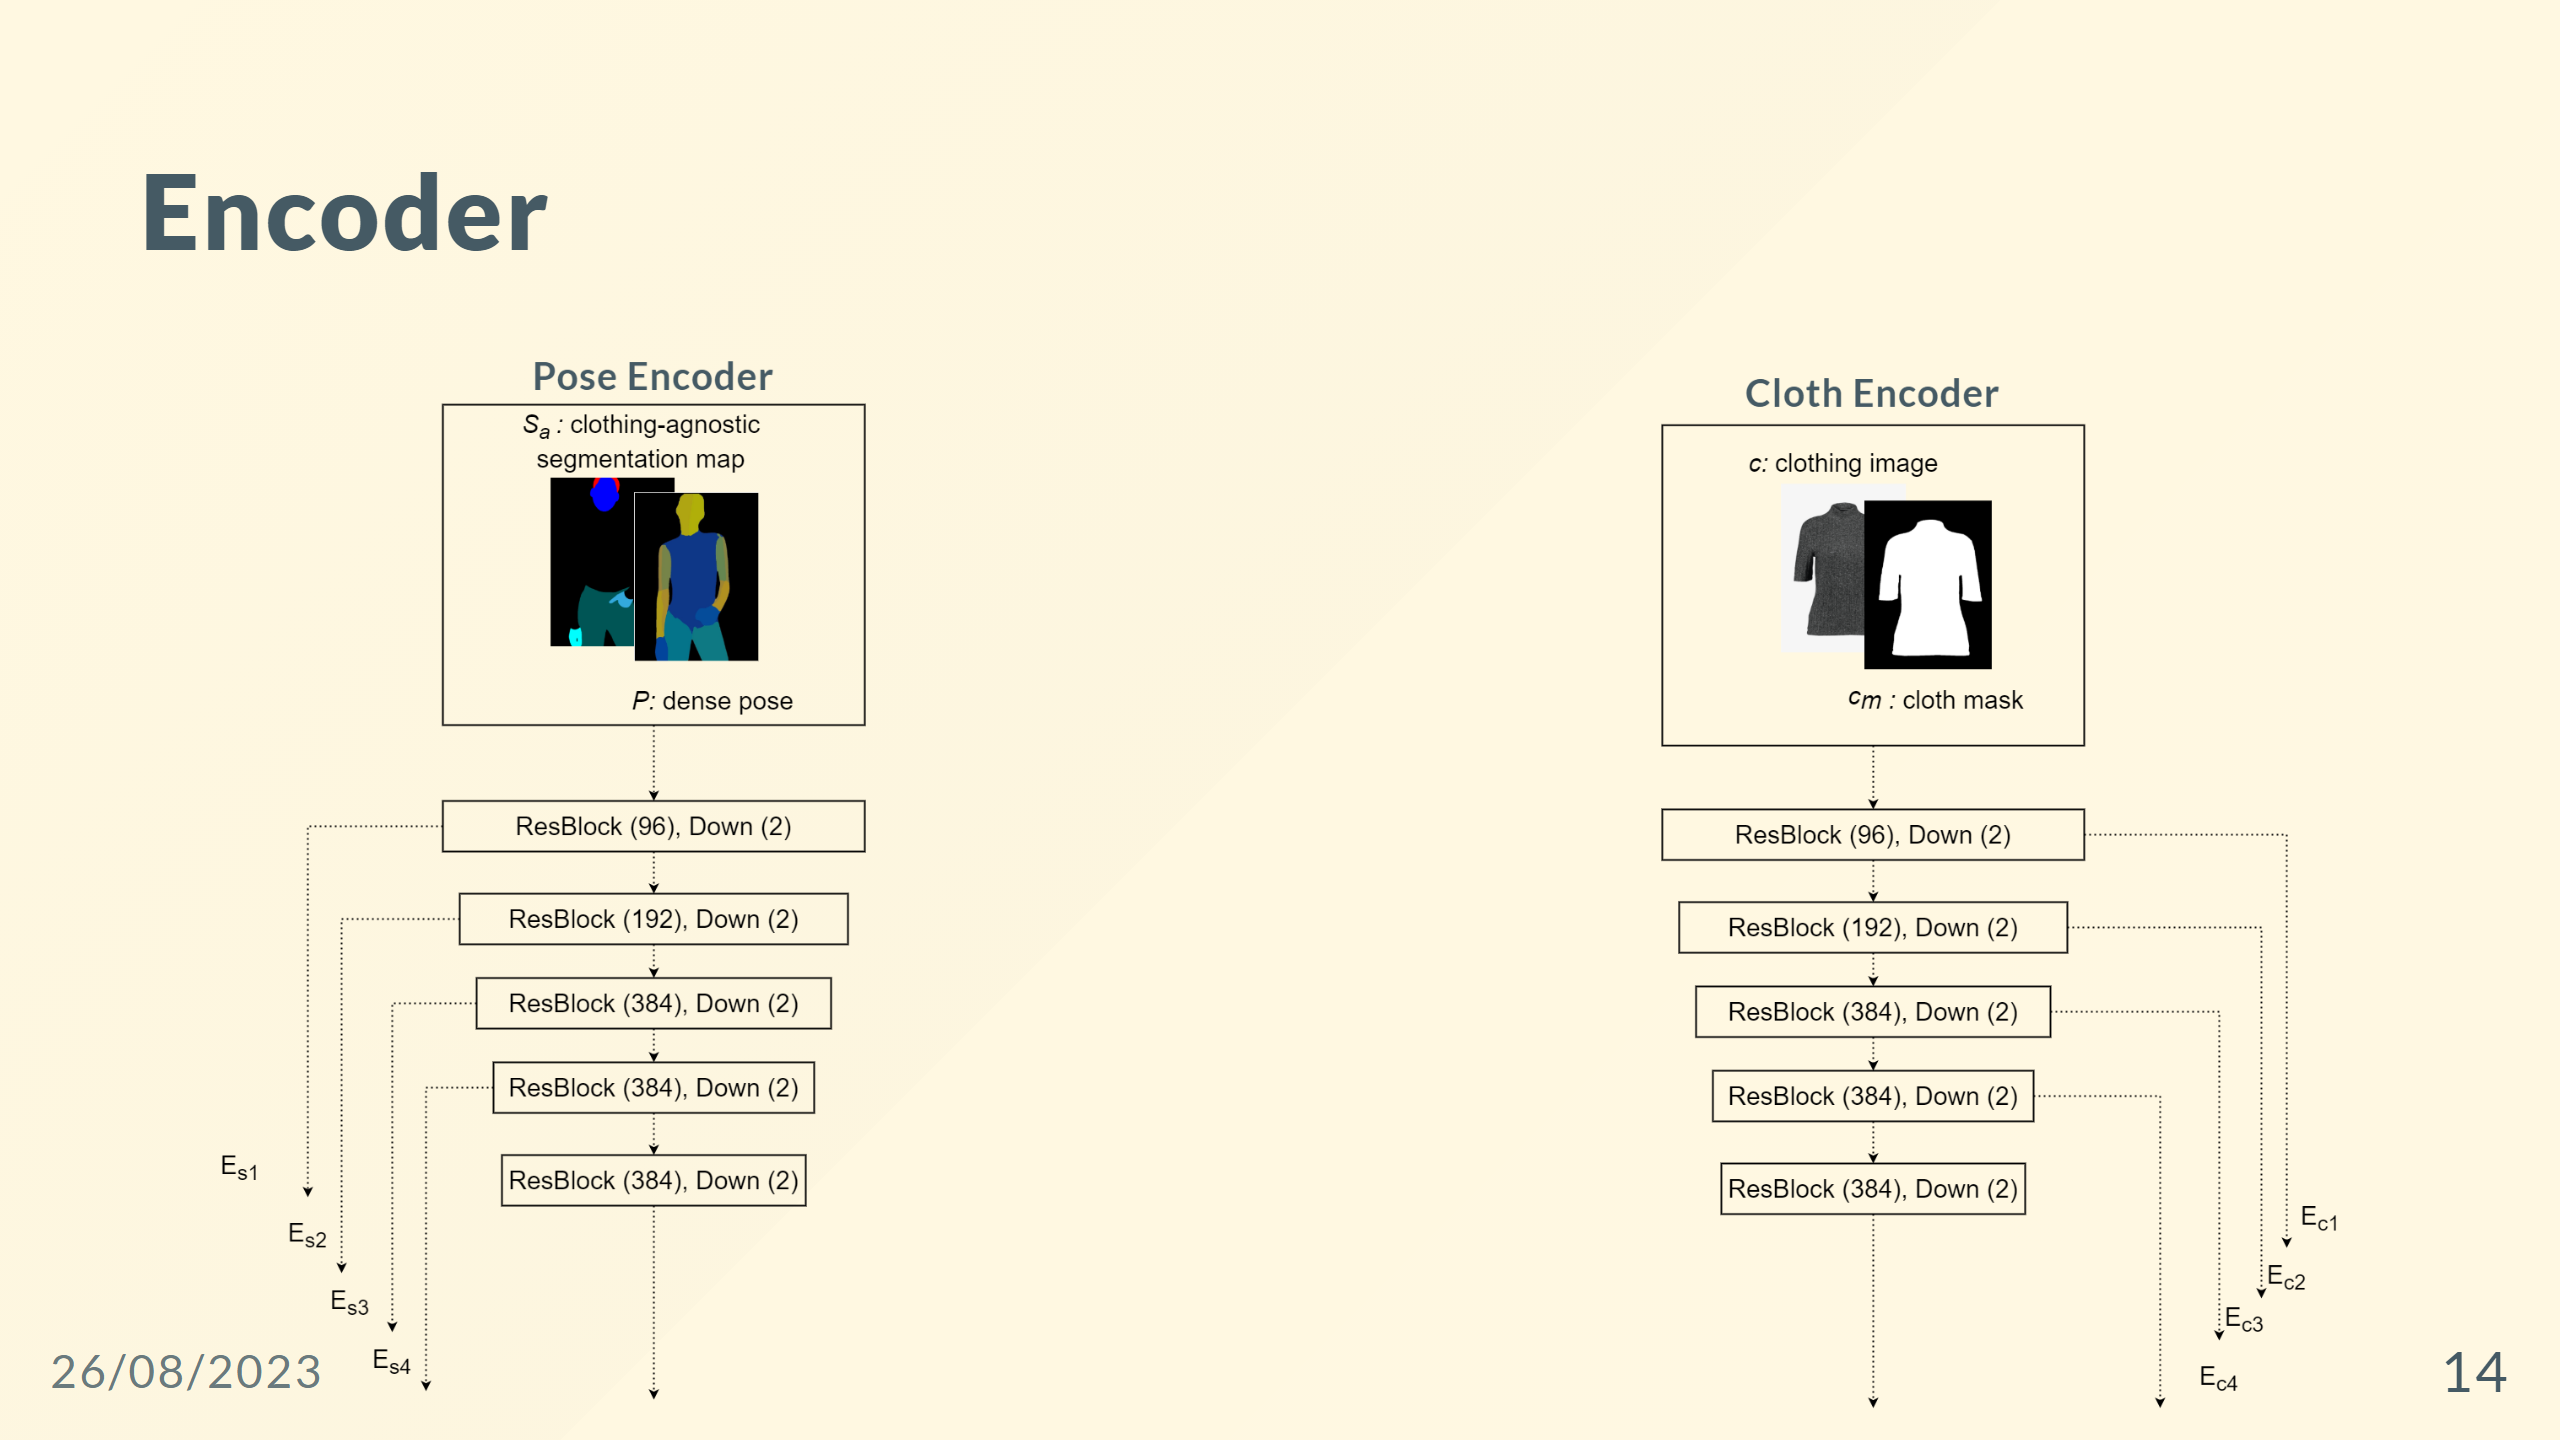 Encoder
Pose Encoder
Sa : clothing-agnostic
segmentation map
P: dense pose
ResBlock (96), Down (2)
ResBlock (192), Down (2)
ResBlock (384), Down (2)
ResBlock (384), Down (2)
ResBlock (384), Down (2)
Es1
Es2
Es3
Es4
Cloth Encoder
c: clothing image
cm : cloth mask
ResBlock (96), Down (2)
ResBlock (192), Down (2)
ResBlock (384), Down (2)
ResBlock (384), Down (2)
ResBlock (384), Down (2)
Ec1
Ec2
Ec3
Ec4
26/08/2023
14